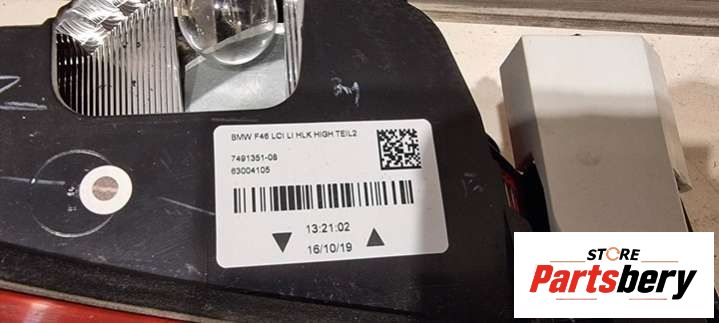 BMW F46 LCI LI HLK HIGH TEIL2
7491351-08
63004105
13:21:02
16/10/19
STORE
Partsbery